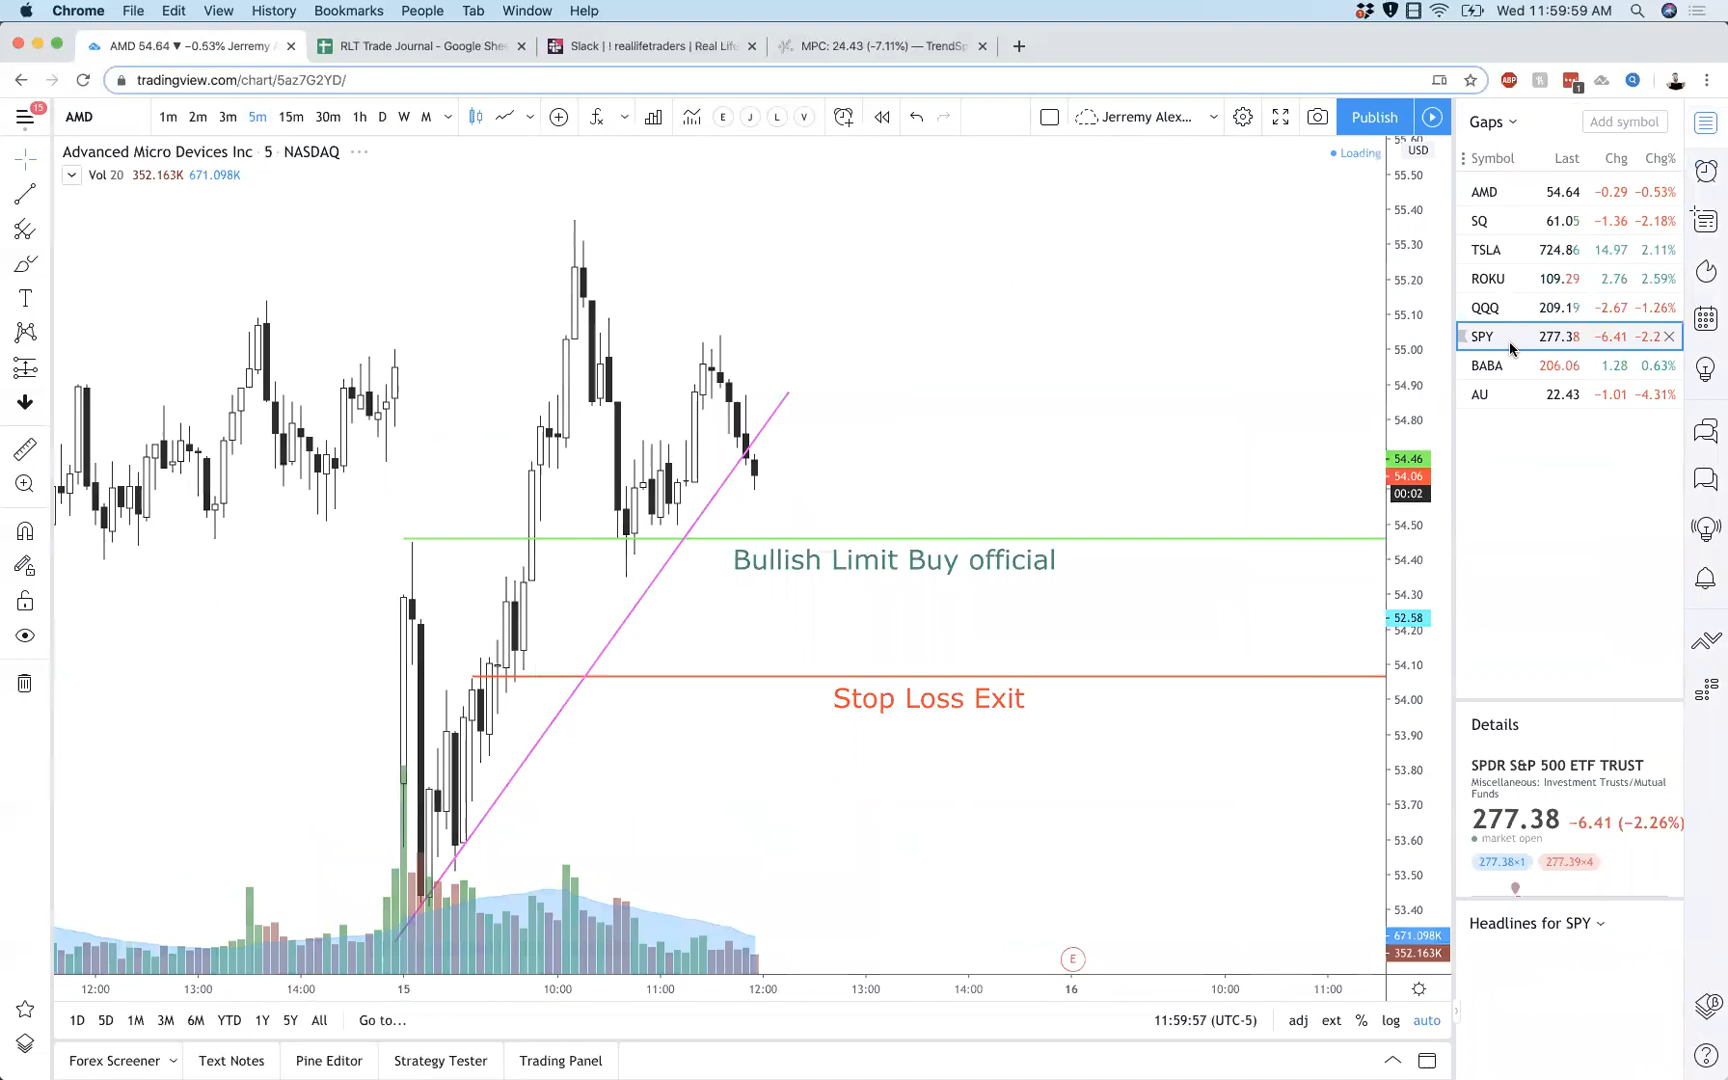 Chrome File Edit View History Bookmarks People Tab Window Help Wed 11:59:59 AM
AMD 54.64 ▼ −0.53% Jerremy
RLT Trade Journal - Google She
Slack | ! reallifetraders | Real Life
MPC: 24.43 (-7.11%) — TrendSp
tradingview.com/chart/5az7G2YD/
ABP
1
15
AMD 1m 2m 3m 5m 15m 30m 1h D W M E J L V Jerremy Alex... Publish
Gaps Add symbol
Advanced Micro Devices Inc · 5 · NASDAQ ···
Loading
USD
Vol 20 352.163K 671.098K
Symbol Last Chg Chg%
AMD 54.64 −0.29 −0.53%
SQ 61.05 −1.36 −2.18%
TSLA 724.86 14.97 2.11%
ROKU 109.29 2.76 2.59%
QQQ 209.19 −2.67 −1.26%
SPY 277.38 −6.41 −2.2
BABA 206.06 1.28 0.63%
AU 22.43 −1.01 −4.31%
55.60
55.50
55.40
55.30
55.20
55.10
55.00
54.90
54.80
54.46
54.06
00:02
54.50
54.40
54.30
52.58
54.20
54.10
54.00
53.90
53.80
53.70
53.60
53.50
53.40
671.098K
352.163K
Bullish Limit Buy official
Stop Loss Exit
E
Details
SPDR S&P 500 ETF TRUST
Miscellaneous: Investment Trusts/Mutual
Funds
277.38 −6.41 (−2.26%)
market open
277.38×1 277.39×4
Headlines for SPY
12:00 13:00 14:00 15 10:00 11:00 12:00 13:00 14:00 16 10:00 11:00
1D 5D 1M 3M 6M YTD 1Y 5Y All Go to... 11:59:57 (UTC-5) adj ext % log auto
Forex Screener Text Notes Pine Editor Strategy Tester Trading Panel